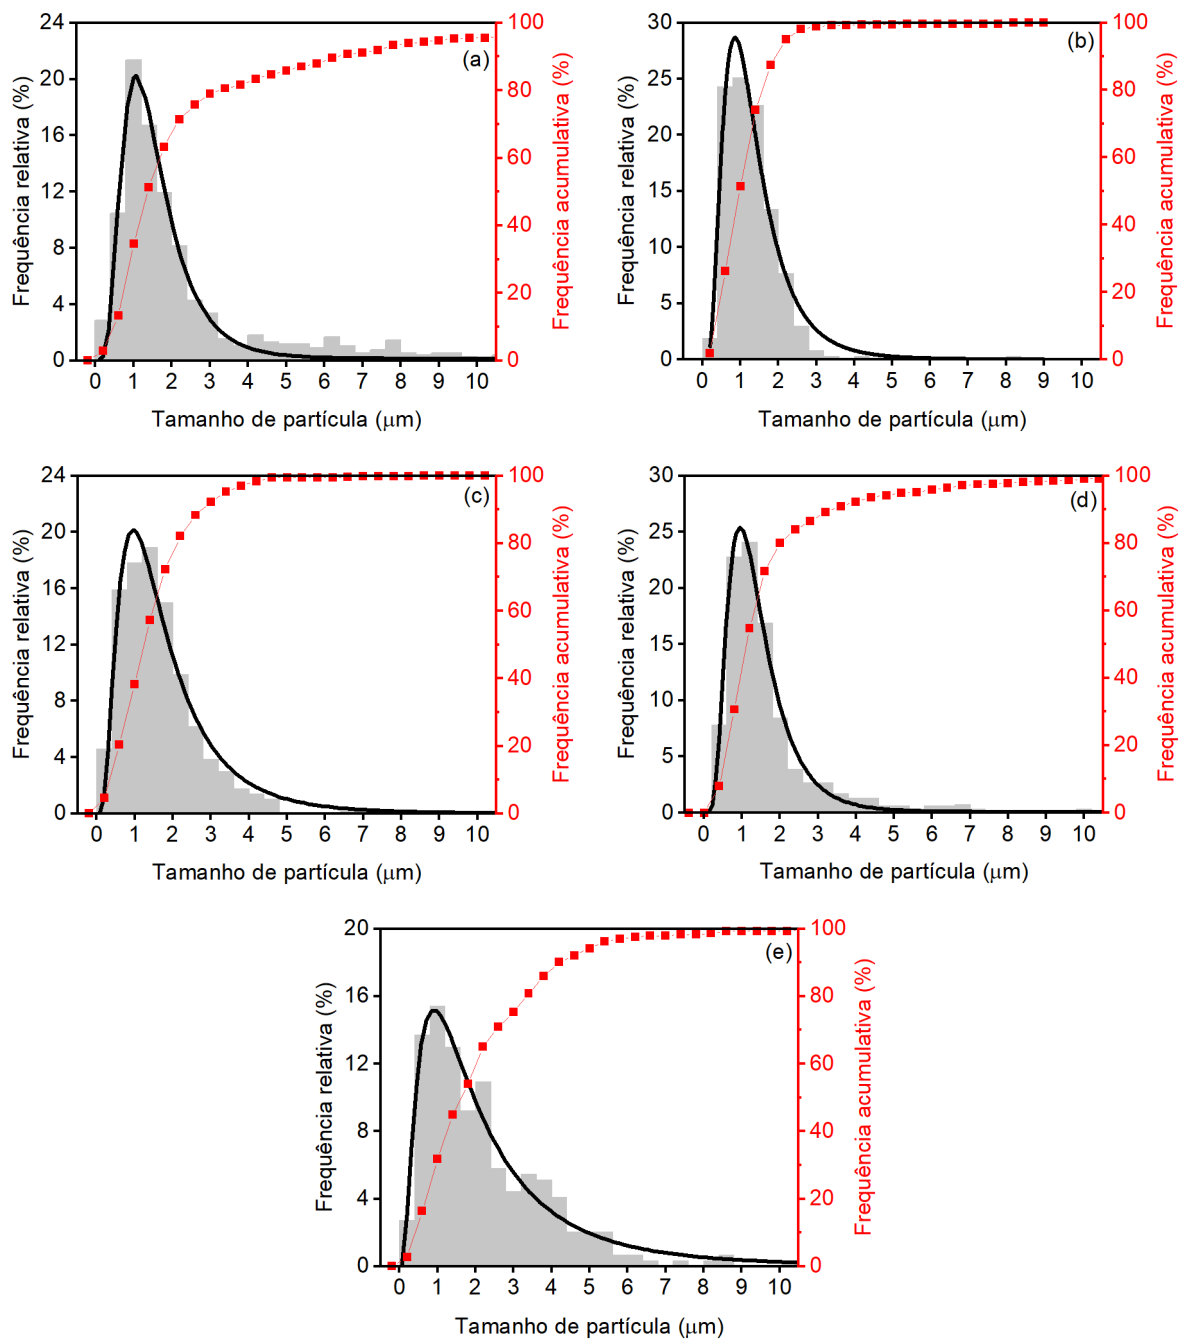 (a)
Frequência relativa (%)
24
20
16
12
8
4
0
0 1 2 3 4 5 6 7 8 9 10
Tamanho de partícula (μm)
100
80
60
40
20
0
Frequência acumulativa (%)
(b)
Frequência relativa (%)
30
25
20
15
10
5
0
0 1 2 3 4 5 6 7 8 9 10
Tamanho de partícula (μm)
100
80
60
40
20
0
Frequência acumulativa (%)
(c)
Frequência relativa (%)
24
20
16
12
8
4
0
0 1 2 3 4 5 6 7 8 9 10
Tamanho de partícula (μm)
100
80
60
40
20
0
Frequência acumulativa (%)
(d)
Frequência relativa (%)
30
25
20
15
10
5
0
0 1 2 3 4 5 6 7 8 9 10
Tamanho de partícula (μm)
100
80
60
40
20
0
Frequência acumulativa (%)
(e)
Frequência relativa (%)
20
16
12
8
4
0
0 1 2 3 4 5 6 7 8 9 10
Tamanho de partícula (μm)
100
80
60
40
20
0
Frequência acumulativa (%)